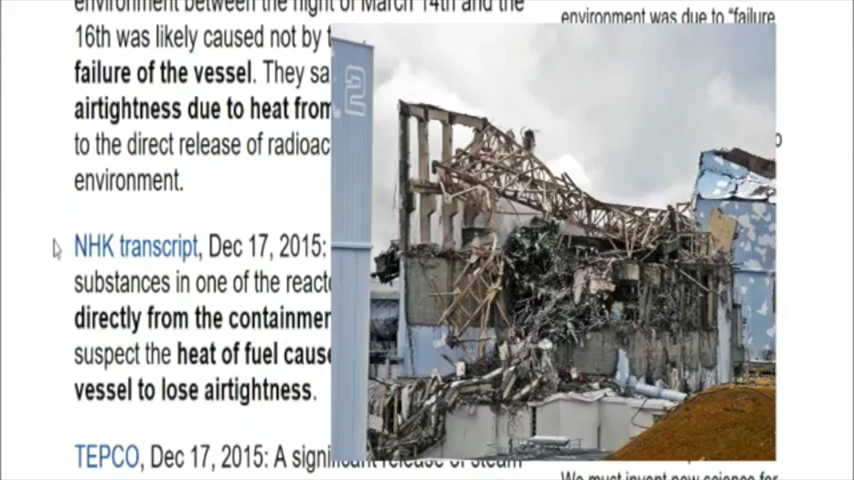 environment between the night of March 14th and the
16th was likely caused not by
failure of the vessel. They sa
airtightness due to heat from
to the direct release of radioac
environment.
NHK transcript, Dec 17, 2015:
substances in one of the reacto
directly from the containmen
suspect the heat of fuel cause
vessel to lose airtightness.
TEPCO, Dec 17, 2015: A significant release of steam
environment was due to "failure
2
We must invent new science for